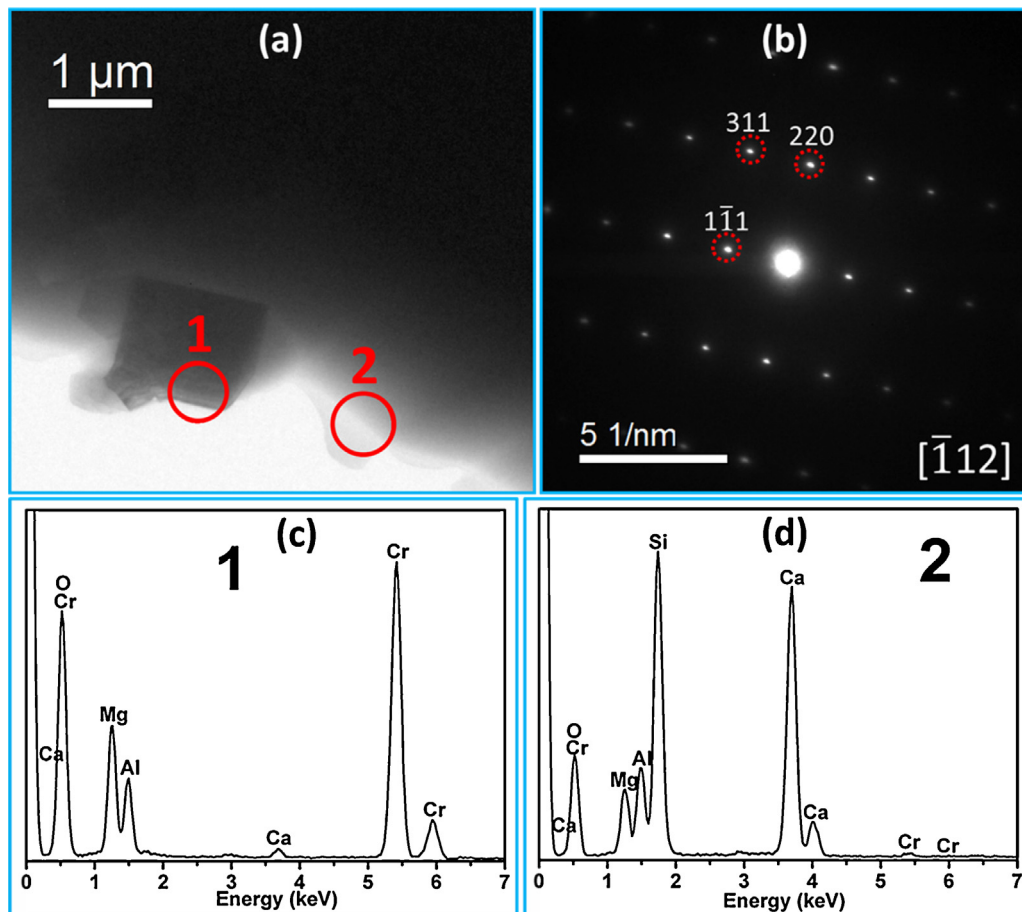 (a)
1 μm
1
2
(b)
311
220
11̅1
5 1/nm
[1̅12]
(c)
1
O
Cr
Ca
Mg
Al
Ca
Cr
Cr
0 1 2 3 4 5 6 7
Energy (keV)
(d)
2
O
Cr
Ca
Mg
Al
Si
Ca
Ca
Cr
Cr
0 1 2 3 4 5 6 7
Energy (keV)